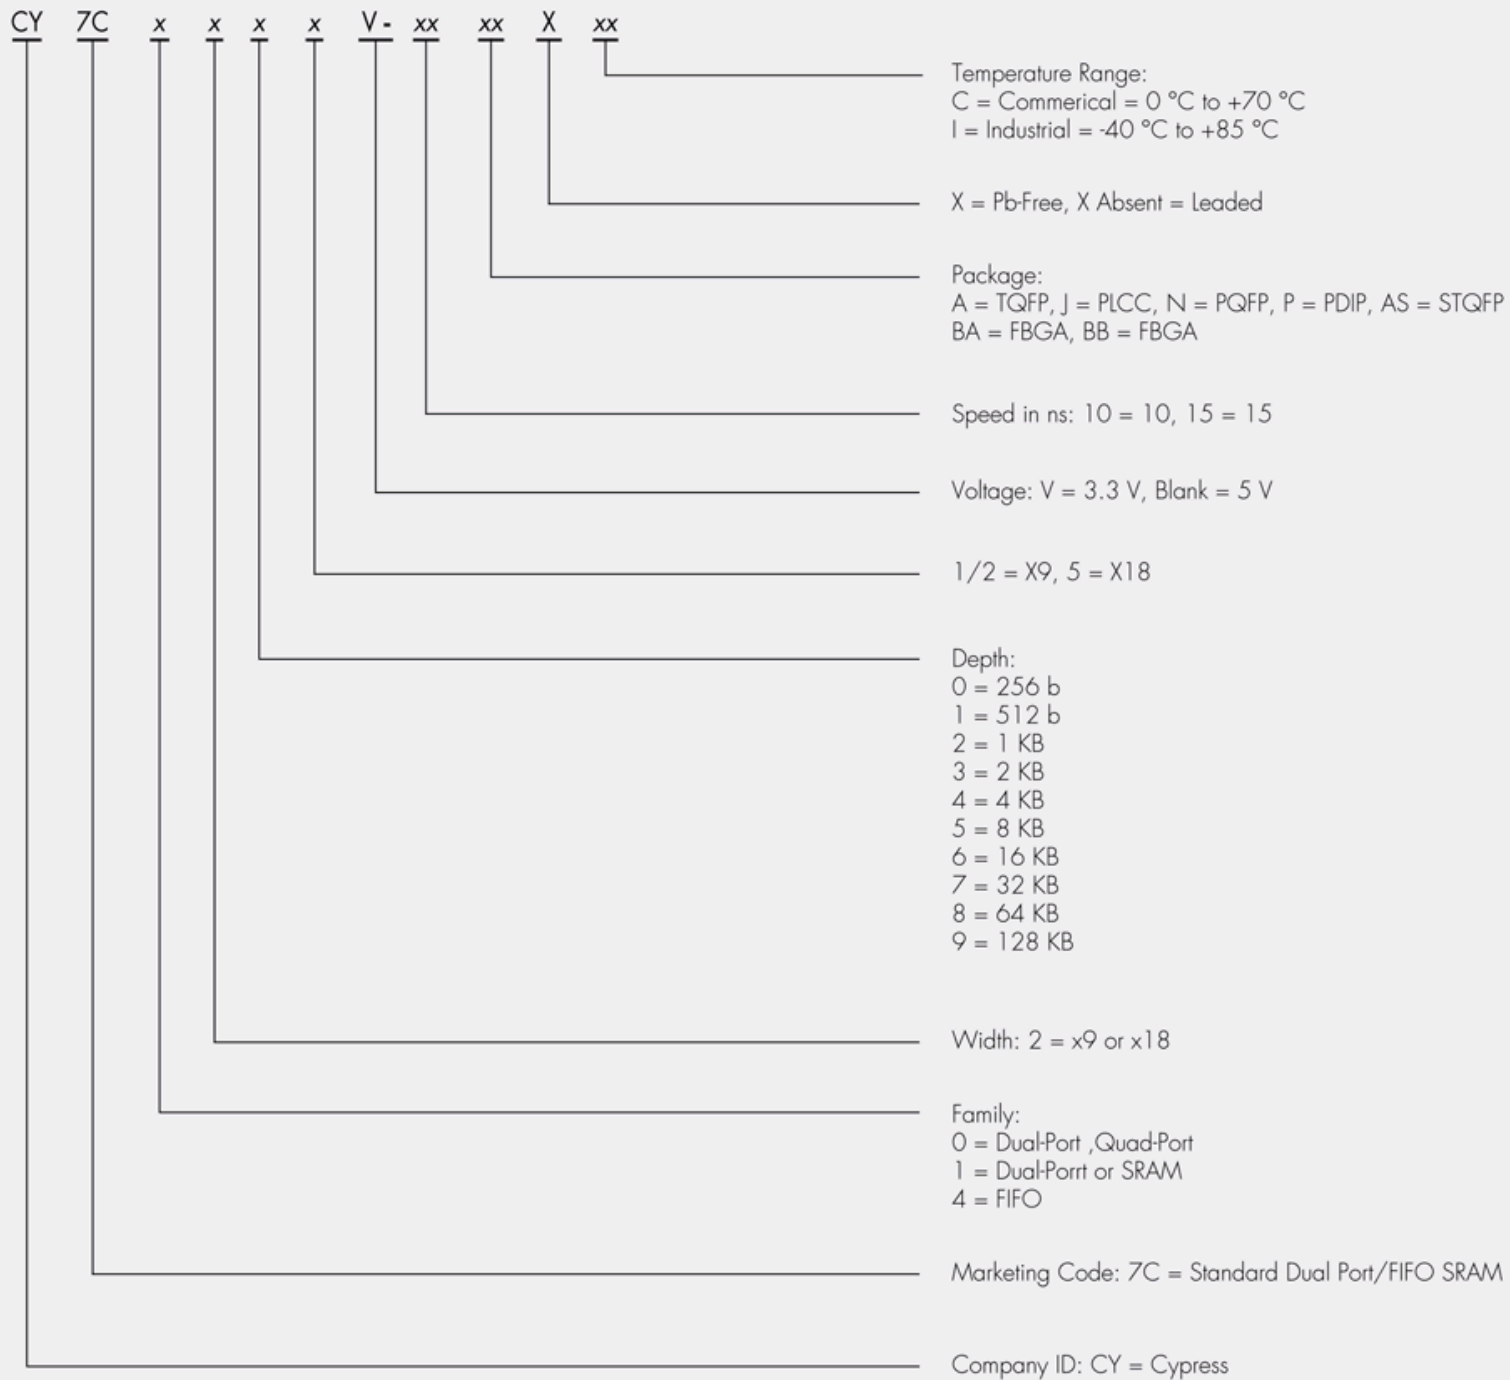 CY 7C x x x x V - xx xx X xx
Temperature Range:
C = Commerical = 0 °C to +70 °C
I = Industrial = -40 °C to +85 °C
X = Pb-Free, X Absent = Leaded
Package:
A = TQFP, J = PLCC, N = PQFP, P = PDIP, AS = STQFP
BA = FBGA, BB = FBGA
Speed in ns: 10 = 10, 15 = 15
Voltage: V = 3.3 V, Blank = 5 V
1/2 = X9, 5 = X18
Depth:
0 = 256 b
1 = 512 b
2 = 1 KB
3 = 2 KB
4 = 4 KB
5 = 8 KB
6 = 16 KB
7 = 32 KB
8 = 64 KB
9 = 128 KB
Width: 2 = x9 or x18
Family:
0 = Dual-Port ,Quad-Port
1 = Dual-Porrt or SRAM
4 = FIFO
Marketing Code: 7C = Standard Dual Port/FIFO SRAM
Company ID: CY = Cypress